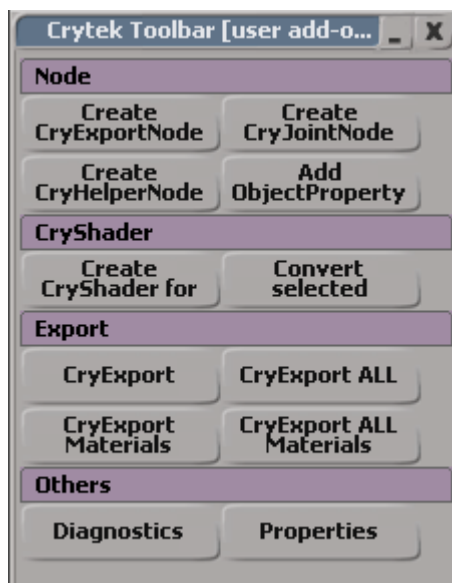 Crytek Toolbar [user add-o...
Node
Create CryExportNode
Create CryJointNode
Create CryHelperNode
Add ObjectProperty
CryShader
Create CryShader for
Convert selected
Export
CryExport
CryExport ALL
CryExport Materials
CryExport ALL Materials
Others
Diagnostics
Properties